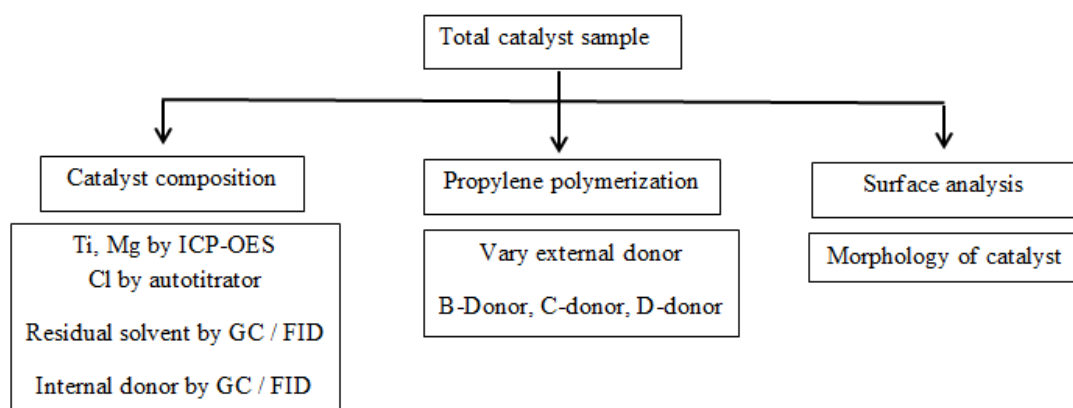 Total catalyst sample
Catalyst composition
Propylene polymerization
Surface analysis
Ti, Mg by ICP-OES
Cl by autotitrator
Residual solvent by GC / FID
Internal donor by GC / FID
Vary external donor
B-Donor, C-donor, D-donor
Morphology of catalyst